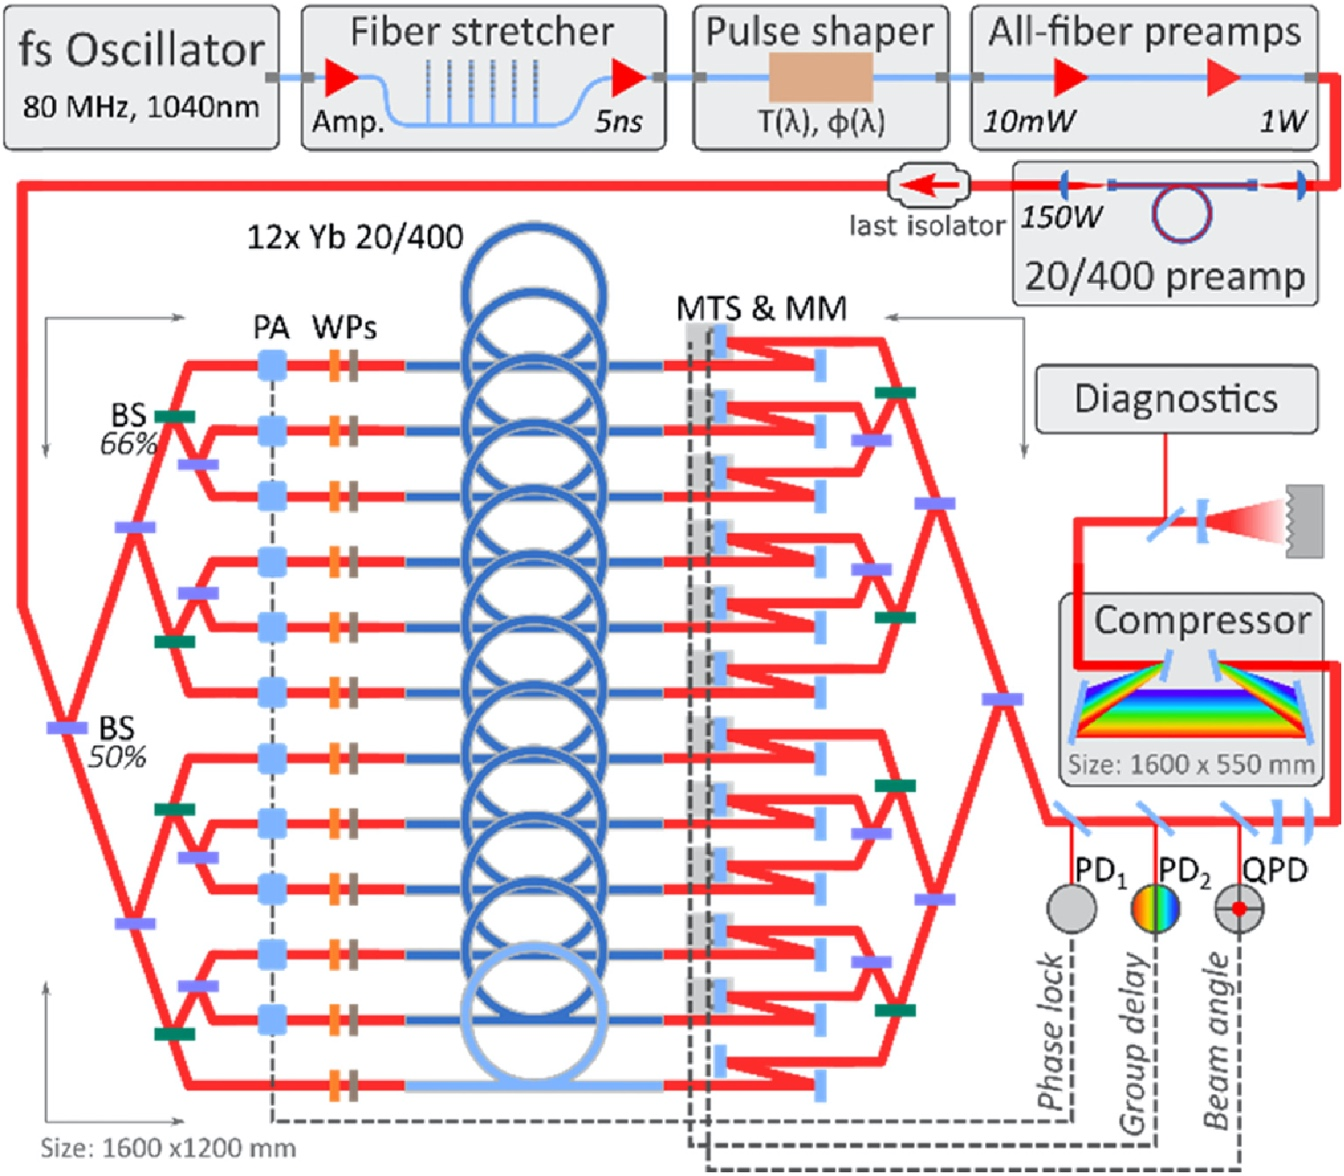 fs Oscillator
80 MHz, 1040nm
Fiber stretcher
Amp.
5ns
Pulse shaper
T(λ), ϕ(λ)
All-fiber preamps
10mW
1W
last isolator
150W
20/400 preamp
12x Yb 20/400
PA
WPs
MTS & MM
BS
66%
BS
50%
Diagnostics
Compressor
Size: 1600 x 550 mm
PD1
PD2
QPD
Phase lock
Group delay
Beam angle
Size: 1600 x1200 mm